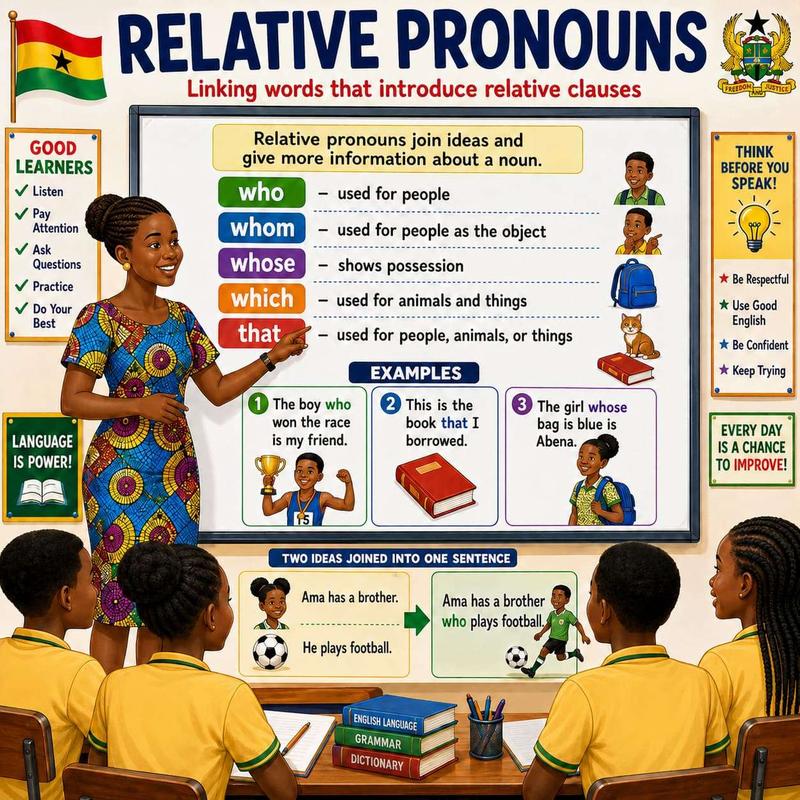 RELATIVE PRONOUNS
Linking words that introduce relative clauses
FREEDOM AND JUSTICE
GOOD
LEARNERS
✓ Listen
✓ Pay
Attention
✓ Ask
Questions
✓ Practice
✓ Do Your
Best
LANGUAGE
IS POWER!
Relative pronouns join ideas and
give more information about a noun.
who – used for people
whom – used for people as the object
whose – shows possession
which – used for animals and things
that – used for people, animals, or things
EXAMPLES
1 The boy who
won the race
is my friend.
15
2 This is the
book that I
borrowed.
3 The girl whose
bag is blue is
Abena.
THINK
BEFORE YOU
SPEAK!
★ Be Respectful
★ Use Good
English
★ Be Confident
★ Keep Trying
EVERY DAY
IS A CHANCE
TO IMPROVE!
TWO IDEAS JOINED INTO ONE SENTENCE
Ama has a brother.
He plays football.
Ama has a brother
who plays football.
ENGLISH LANGUAGE
GRAMMAR
DICTIONARY